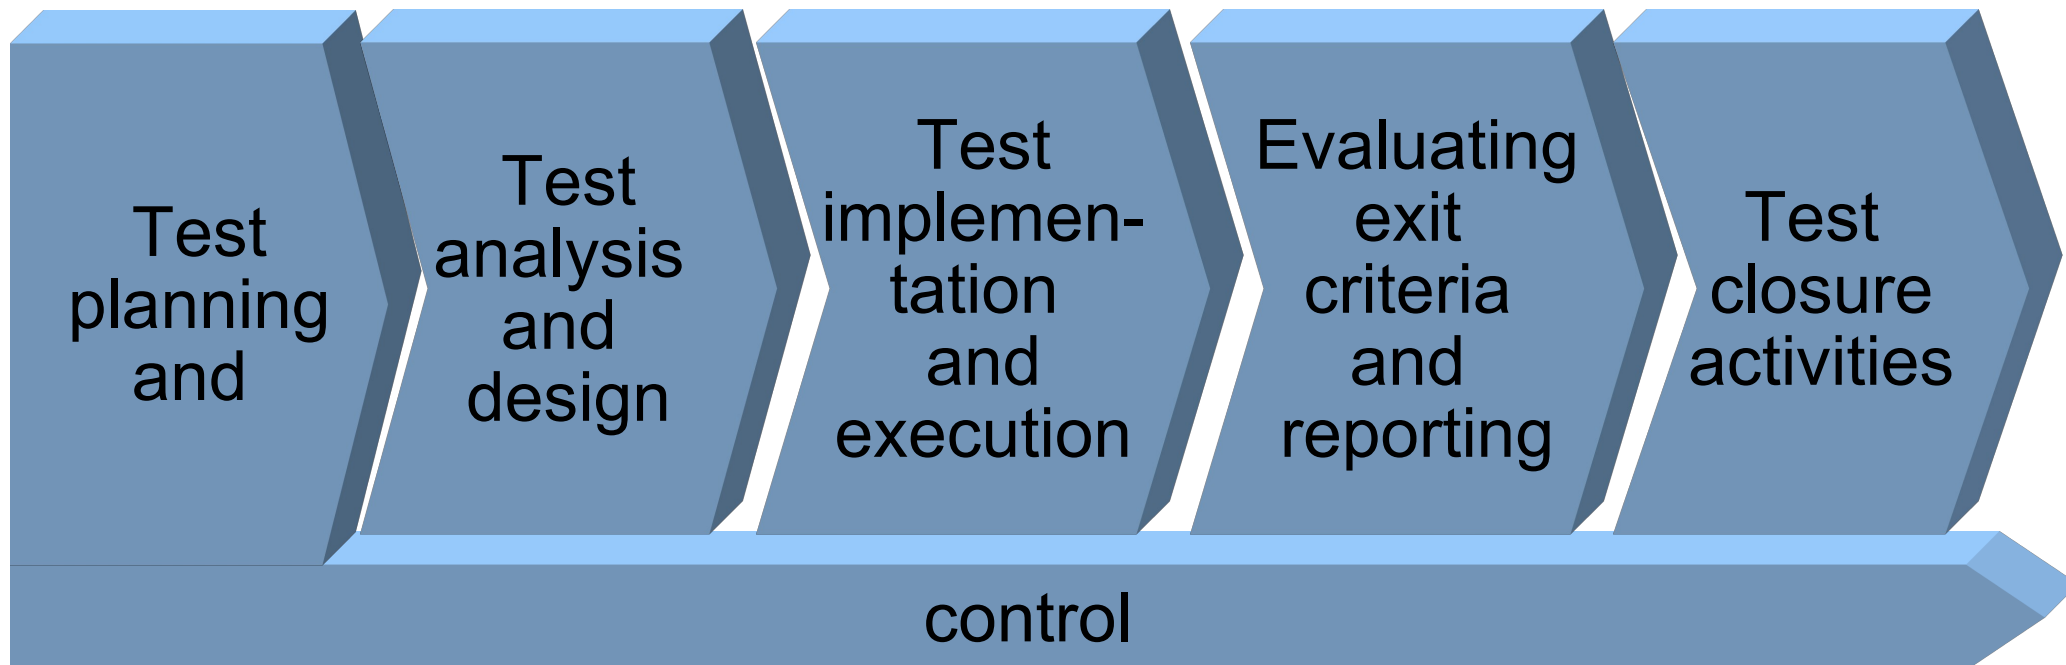 Test
planning
and
Test
analysis
and
design
Test
implemen-
tation
and
execution
Evaluating
exit
criteria
and
reporting
Test
closure
activities
control